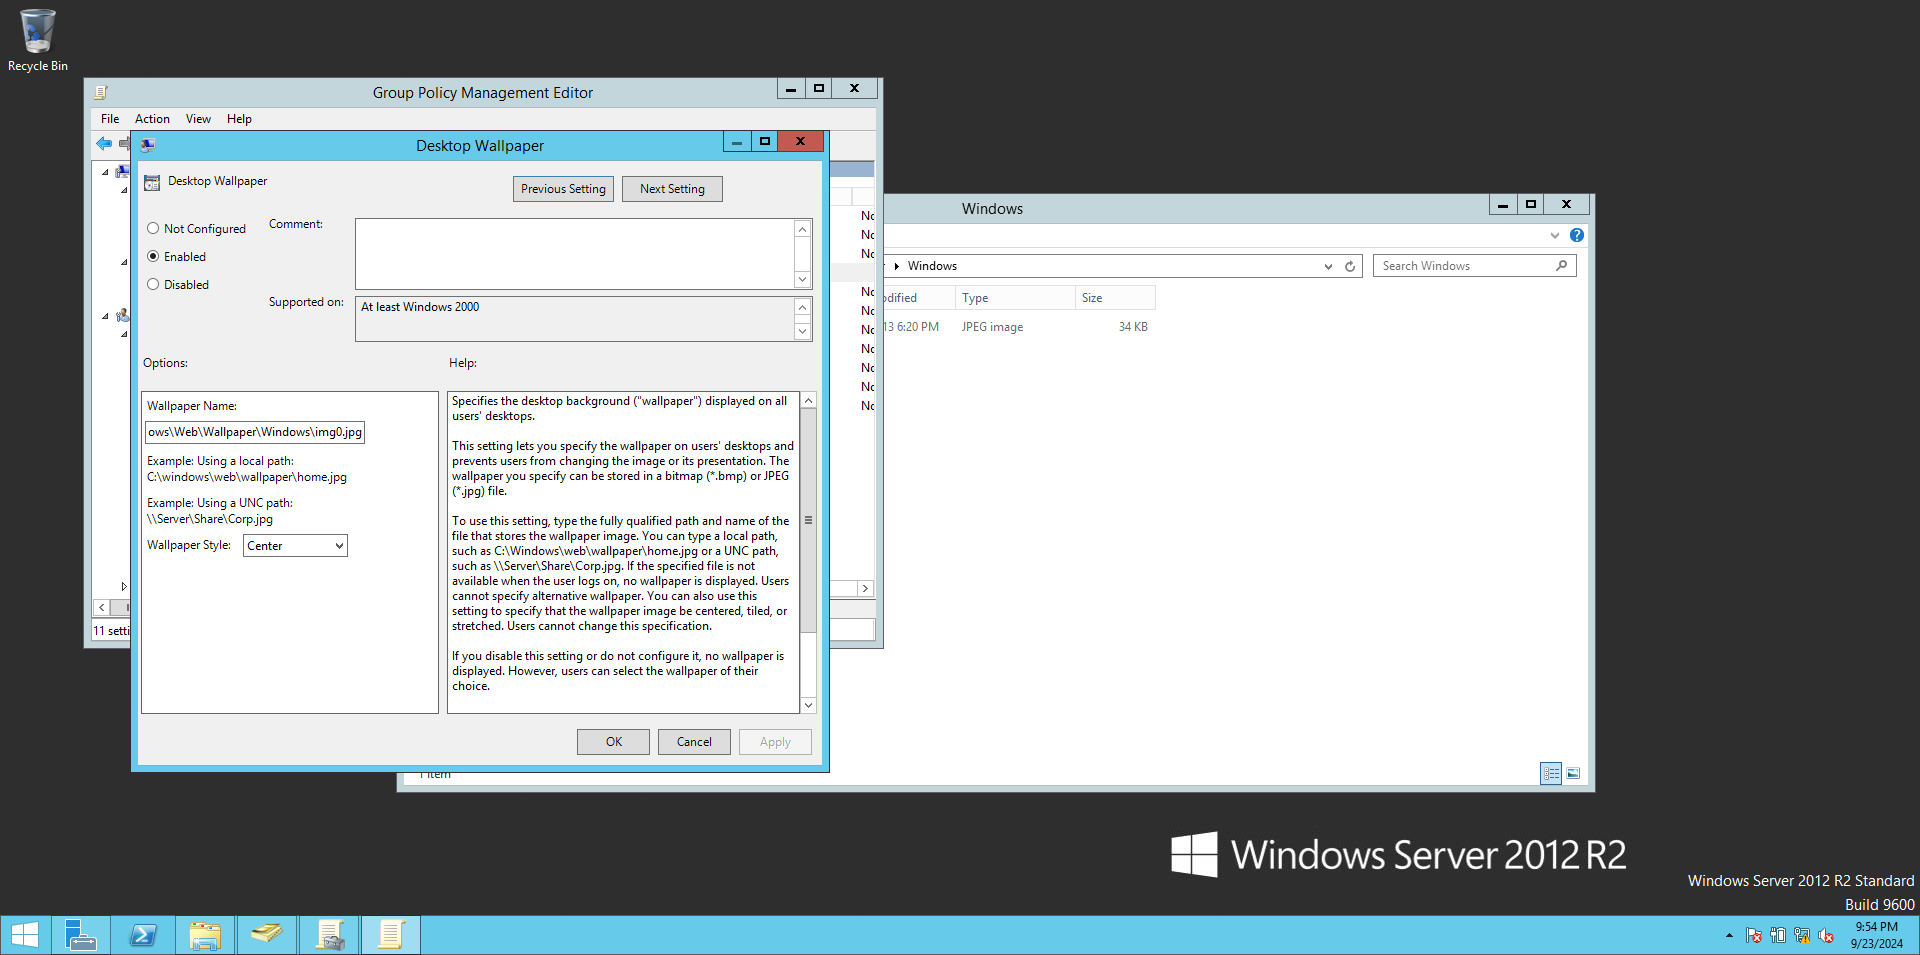 Recycle Bin
Group Policy Management Editor
File Action View Help
Desktop Wallpaper
Desktop Wallpaper
Previous Setting
Next Setting
Not Configured
Enabled
Disabled
Comment:
Supported on:
At least Windows 2000
Options:
Help:
Wallpaper Name:
ows\Web\Wallpaper\Windows\img0.jpg
Example: Using a local path:
C:\windows\web\wallpaper\home.jpg
Example: Using a UNC path:
\\Server\Share\Corp.jpg
Wallpaper Style: Center
Specifies the desktop background ("wallpaper") displayed on all
users' desktops.
This setting lets you specify the wallpaper on users' desktops and
prevents users from changing the image or its presentation. The
wallpaper you specify can be stored in a bitmap (*.bmp) or JPEG
(*.jpg) file.
To use this setting, type the fully qualified path and name of the
file that stores the wallpaper image. You can type a local path,
such as C:\Windows\web\wallpaper\home.jpg or a UNC path,
such as \\Server\Share\Corp.jpg. If the specified file is not
available when the user logs on, no wallpaper is displayed. Users
cannot specify alternative wallpaper. You can also use this
setting to specify that the wallpaper image be centered, tiled, or
stretched. Users cannot change this specification.
If you disable this setting or do not configure it, no wallpaper is
displayed. However, users can select the wallpaper of their
choice.
OK
Cancel
Apply
11 setti
No
No
No
No
No
No
No
No
No
No
Windows
Windows
Search Windows
odified Type Size
13 6:20 PM JPEG image 34 KB
1 item
Windows Server 2012 R2
Windows Server 2012 R2 Standard
Build 9600
9:54 PM
9/23/2024